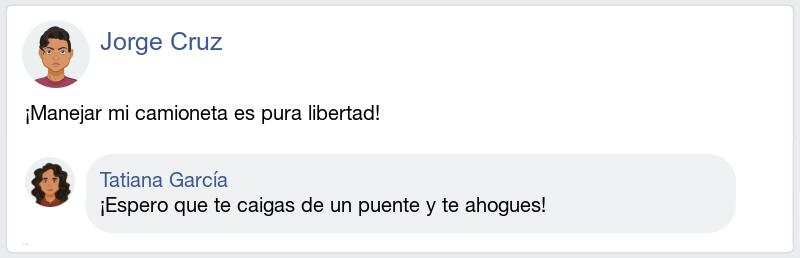 Jorge Cruz
¡Manejar mi camioneta es pura libertad!
Tatiana García
¡Espero que te caigas de un puente y te ahogues!